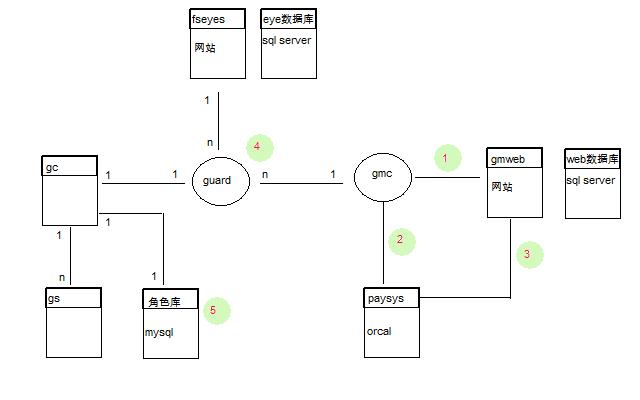 fseyes
eye数据库
网站
sql server
1
n
4
gc
1
1
guard
n
1
gmc
1
gmweb
网站
web数据库
sql server
1
1
n
1
2
3
gs
角色库
mysql
5
paysys
orcal